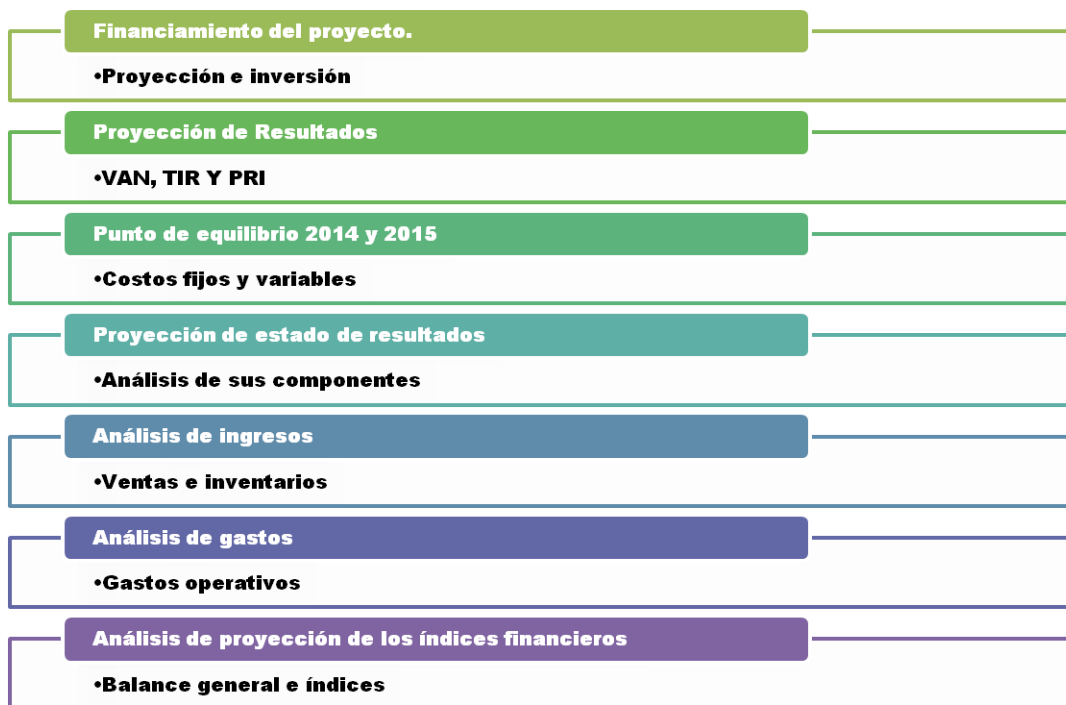 Financiamiento del proyecto.
•Proyección e inversión
Proyección de Resultados
•VAN, TIR Y PRI
Punto de equilibrio 2014 y 2015
•Costos fijos y variables
Proyección de estado de resultados
•Análisis de sus componentes
Análisis de ingresos
•Ventas e inventarios
Análisis de gastos
•Gastos operativos
Análisis de proyección de los índices financieros
•Balance general e índices